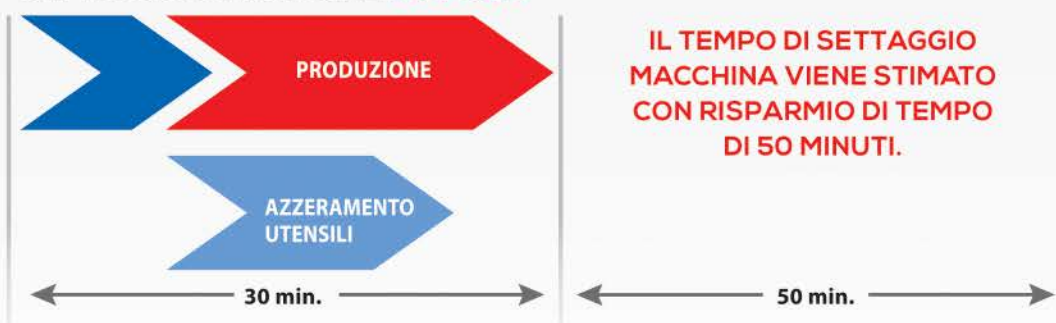 PRODUZIONE
IL TEMPO DI SETTAGGIO
MACCHINA VIENE STIMATO
CON RISPARMIO DI TEMPO
DI 50 MINUTI.
AZZERAMENTO
UTENSILI
30 min.
50 min.